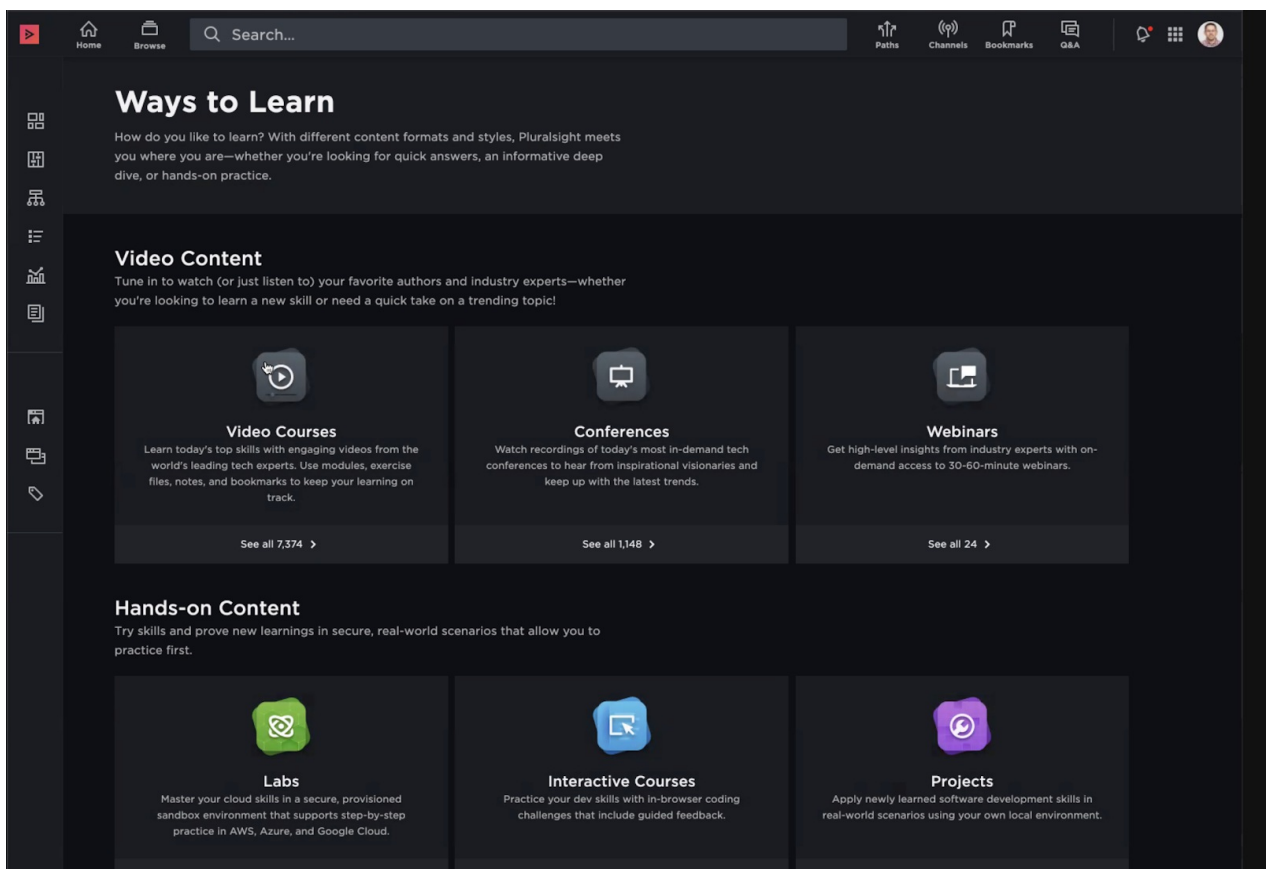 Home
Browse
Search...
Paths
Channels
Bookmarks
Q&A
Ways to Learn
How do you like to learn? With different content formats and styles, Pluralsight meets
you where you are—whether you're looking for quick answers, an informative deep
dive, or hands-on practice.
Video Content
Tune in to watch (or just listen to) your favorite authors and industry experts—whether
you're looking to learn a new skill or need a quick take on a trending topic!
Video Courses
Learn today's top skills with engaging videos from the
world's leading tech experts. Use modules, exercise
files, notes, and bookmarks to keep your learning on
track.
See all 7,374
Conferences
Watch recordings of today's most in-demand tech
conferences to hear from inspirational visionaries and
keep up with the latest trends.
See all 1,148
Webinars
Get high-level insights from industry experts with on-
demand access to 30-60-minute webinars.
See all 24
Hands-on Content
Try skills and prove new learnings in secure, real-world scenarios that allow you to
practice first.
Labs
Master your cloud skills in a secure, provisioned
sandbox environment that supports step-by-step
practice in AWS, Azure, and Google Cloud.
Interactive Courses
Practice your dev skills with in-browser coding
challenges that include guided feedback.
Projects
Apply newly learned software development skills in
real-world scenarios using your own local environment.